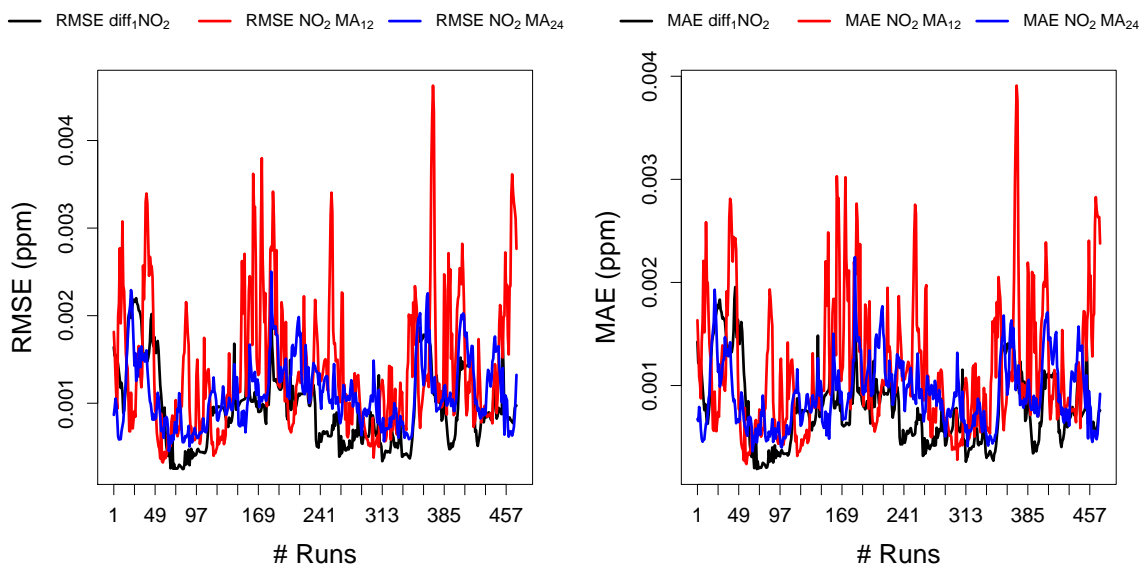 RMSE diff₁NO₂ RMSE NO₂ MA₁₂ RMSE NO₂ MA₂₄
RMSE (ppm)
0.004
0.003
0.002
0.001
1 49 97 169 241 313 385 457
# Runs
MAE diff₁NO₂ MAE NO₂ MA₁₂ MAE NO₂ MA₂₄
MAE (ppm)
0.004
0.003
0.002
0.001
1 49 97 169 241 313 385 457
# Runs